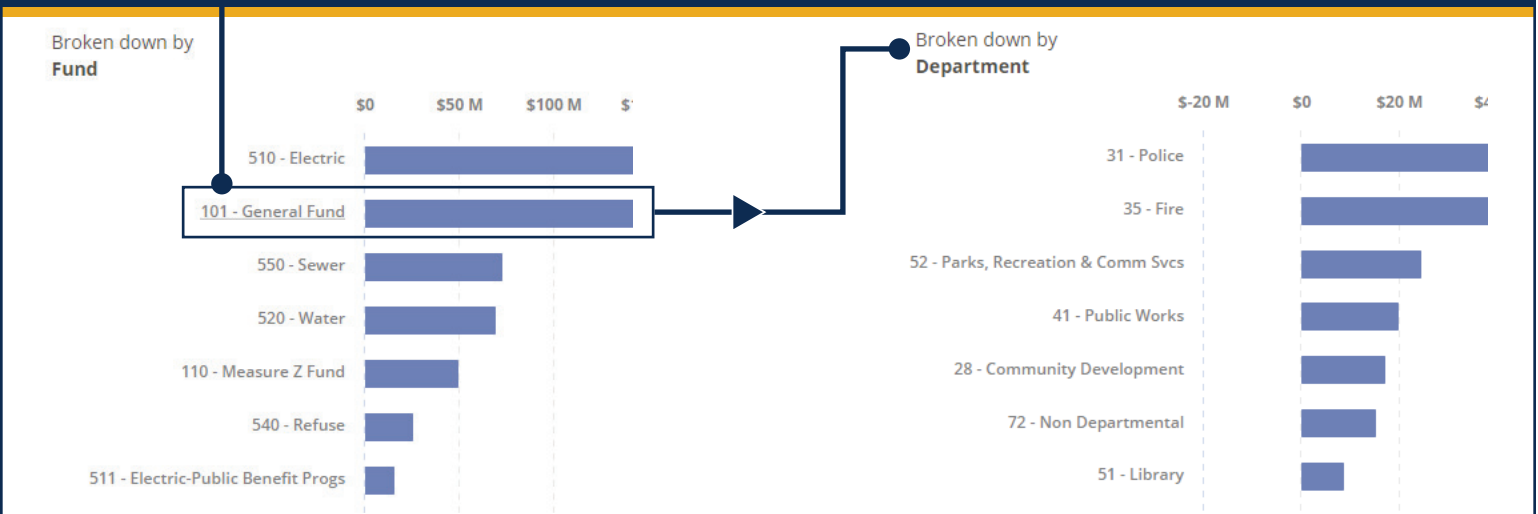 Broken down by
Fund
$0 $50 M $100 M
510 - Electric
101 - General Fund
550 - Sewer
520 - Water
110 - Measure Z Fund
540 - Refuse
511 - Electric-Public Benefit Progs
Broken down by
Department
$-20 M $0 $20 M
31 - Police
35 - Fire
52 - Parks, Recreation & Comm Svcs
41 - Public Works
28 - Community Development
72 - Non Departmental
51 - Library